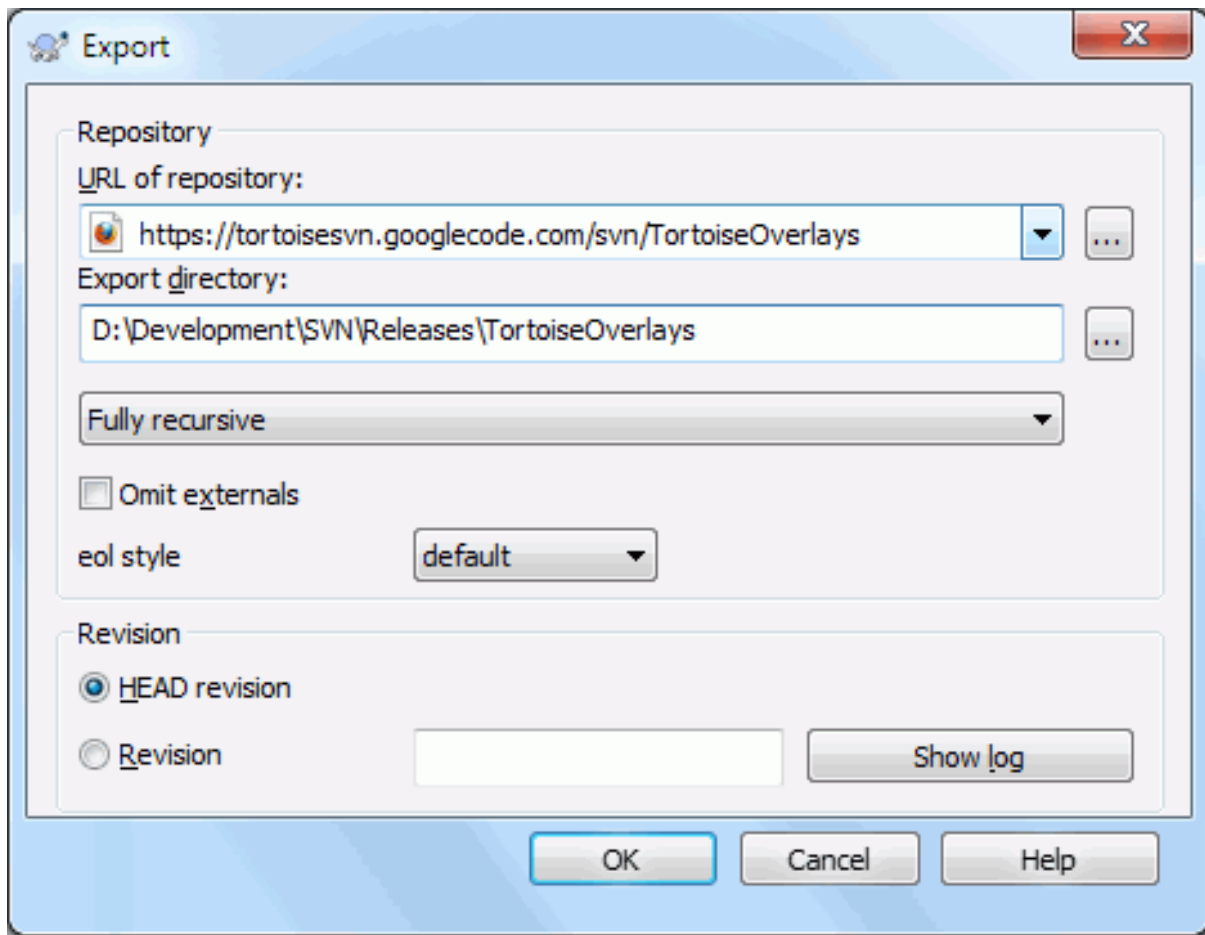 Export
Repository
URL of repository:
https://tortoisesvn.googlecode.com/svn/TortoiseOverlays
...
Export directory:
D:\Development\SVN\Releases\TortoiseOverlays
...
Fully recursive
Omit externals
eol style default
Revision
HEAD revision
Revision Show log
OK Cancel Help